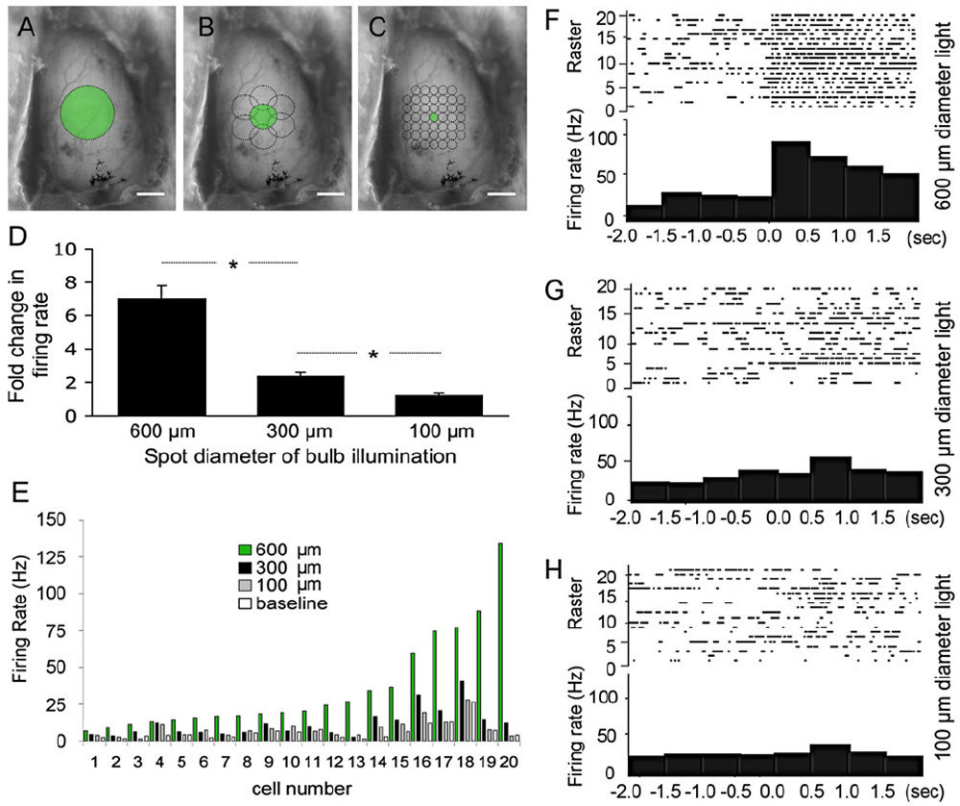 A
B
C
D
Fold change in
firing rate
10
8
6
4
2
0
*
*
600 µm
300 µm
100 µm
Spot diameter of bulb illumination
E
Firing Rate (Hz)
150
125
100
75
50
25
0
600 µm
300 µm
100 µm
baseline
1 2 3 4 5 6 7 8 9 10 11 12 13 14 15 16 17 18 19 20
cell number
F
Raster
20
15
10
5
0
Firing rate (Hz)
100
50
0
-2.0 -1.5 -1.0 -0.5 0.0 0.5 1.0 1.5 (sec)
600 µm diameter light
G
Raster
20
15
10
5
0
Firing rate (Hz)
100
50
0
-2.0 -1.5 -1.0 -0.5 0.0 0.5 1.0 1.5 (sec)
300 µm diameter light
H
Raster
20
15
10
5
0
Firing rate (Hz)
100
50
0
-2.0 -1.5 -1.0 -0.5 0.0 0.5 1.0 1.5 (sec)
100 µm diameter light